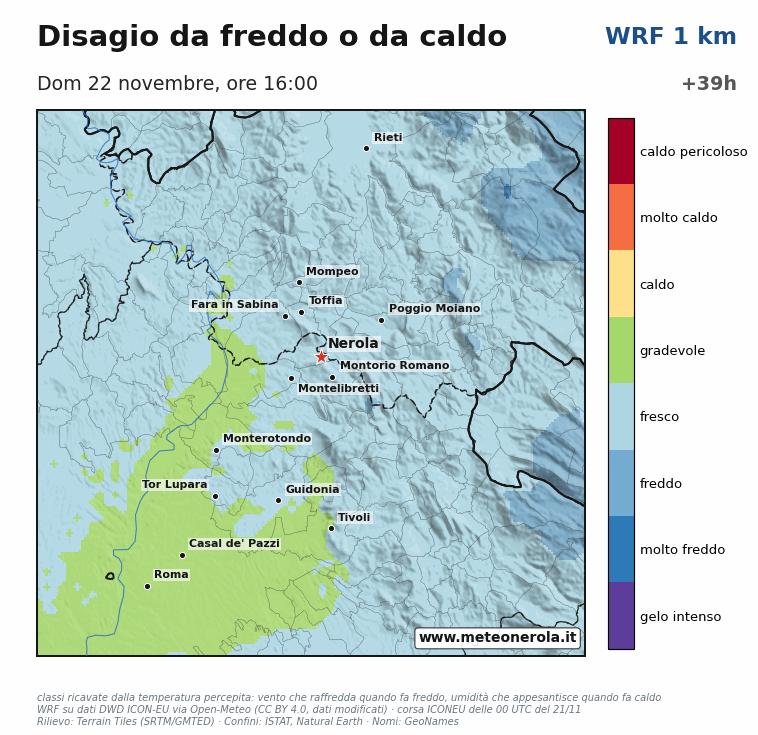 Disagio da freddo o da caldo
WRF 1 km
Dom 22 novembre, ore 16:00
+39h
Rieti
Mompeo
Fara in Sabina
Toffia
Poggio Moiano
Nerola
Montorio Romano
Montelibretti
Monterotondo
Tor Lupara
Guidonia
Tivoli
Casal de' Pazzi
Roma
www.meteonerola.it
caldo pericoloso
molto caldo
caldo
gradevole
fresco
freddo
molto freddo
gelo intenso
classi ricavate dalla temperatura percepita: vento che raffredda quando fa freddo, umidità che appesantisce quando fa caldo
WRF su dati DWD ICON-EU via Open-Meteo (CC BY 4.0, dati modificati) · corsa ICONEU delle 00 UTC del 21/11
Rilievo: Terrain Tiles (SRTM/GMTED) · Confini: ISTAT, Natural Earth · Nomi: GeoNames